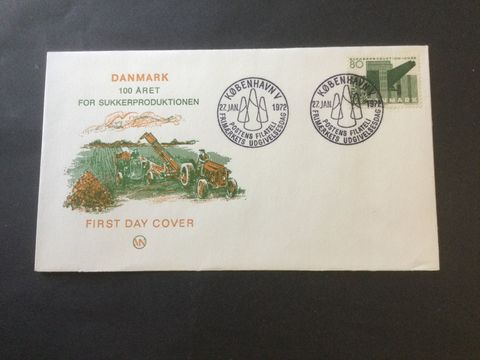 DANMARK
100 ÅRET
FOR SUKKERPRODUKTIONEN
FIRST DAY COVER
KØBENHAVN V
27. JAN. 1972
POSTENS FILATELI
FRIMÆRKETS UDGIVELSESDAG
KØBENHAVN V
27. JAN. 1972
POSTENS FILATELI
FRIMÆRKETS UDGIVELSESDAG
80